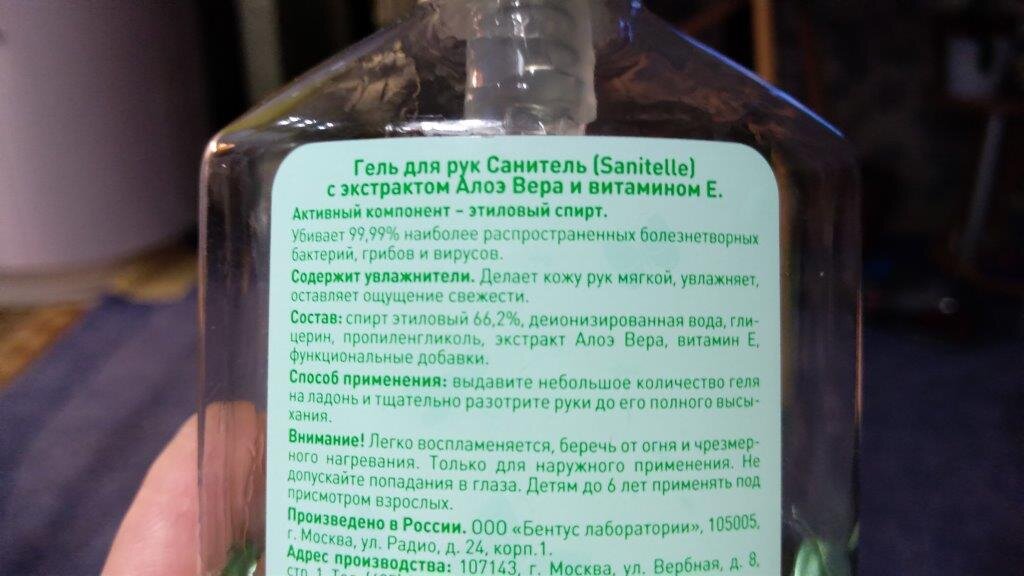 Гель для рук Санитель (Sanitelle)
с экстрактом Алоэ Вера и витамином Е.
Активный компонент – этиловый спирт.
Убивает 99,99% наиболее распространенных болезнетворных
бактерий, грибов и вирусов.
Содержит увлажнители. Делает кожу рук мягкой, увлажняет,
оставляет ощущение свежести.
Состав: спирт этиловый 66,2%, деионизированная вода, гли-
церин, пропиленгликоль, экстракт Алоэ Вера, витамин Е,
функциональные добавки.
Способ применения: выдавите небольшое количество геля
на ладонь и тщательно разотрите руки до его полного высы-
хания.
Внимание! Легко воспламеняется, беречь от огня и чрезмер-
ного нагревания. Только для наружного применения. Не
допускайте попадания в глаза. Детям до 6 лет применять под
присмотром взрослых.
Произведено в России. ООО «Бентус лаборатории», 105005,
г. Москва, ул. Радио, д. 24, корп.1.
Адрес производства: 107143, г. Москва, ул. Вербная, д. 8,
стр. 1.